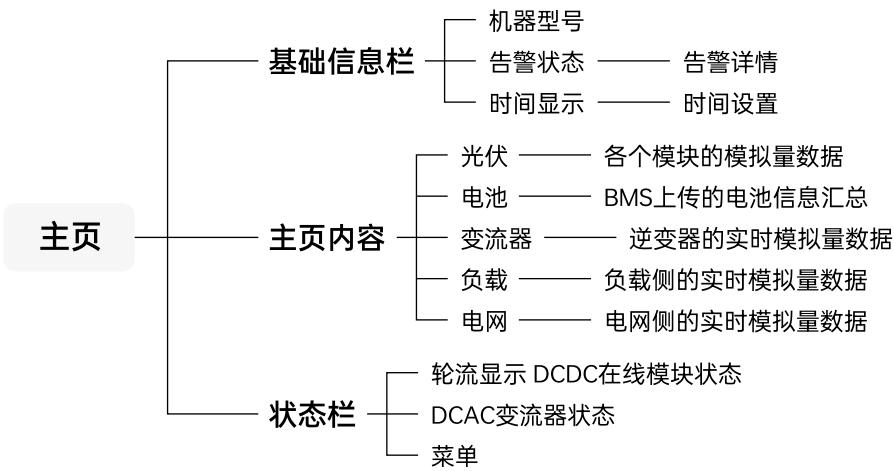 主页
基础信息栏
机器型号
告警状态
告警详情
时间显示
时间设置
主页内容
光伏
各个模块的模拟量数据
电池
BMS上传的电池信息汇总
变流器
逆变器的实时模拟量数据
负载
负载侧的实时模拟量数据
电网
电网侧的实时模拟量数据
状态栏
轮流显示 DCDC在线模块状态
DCAC变流器状态
菜单